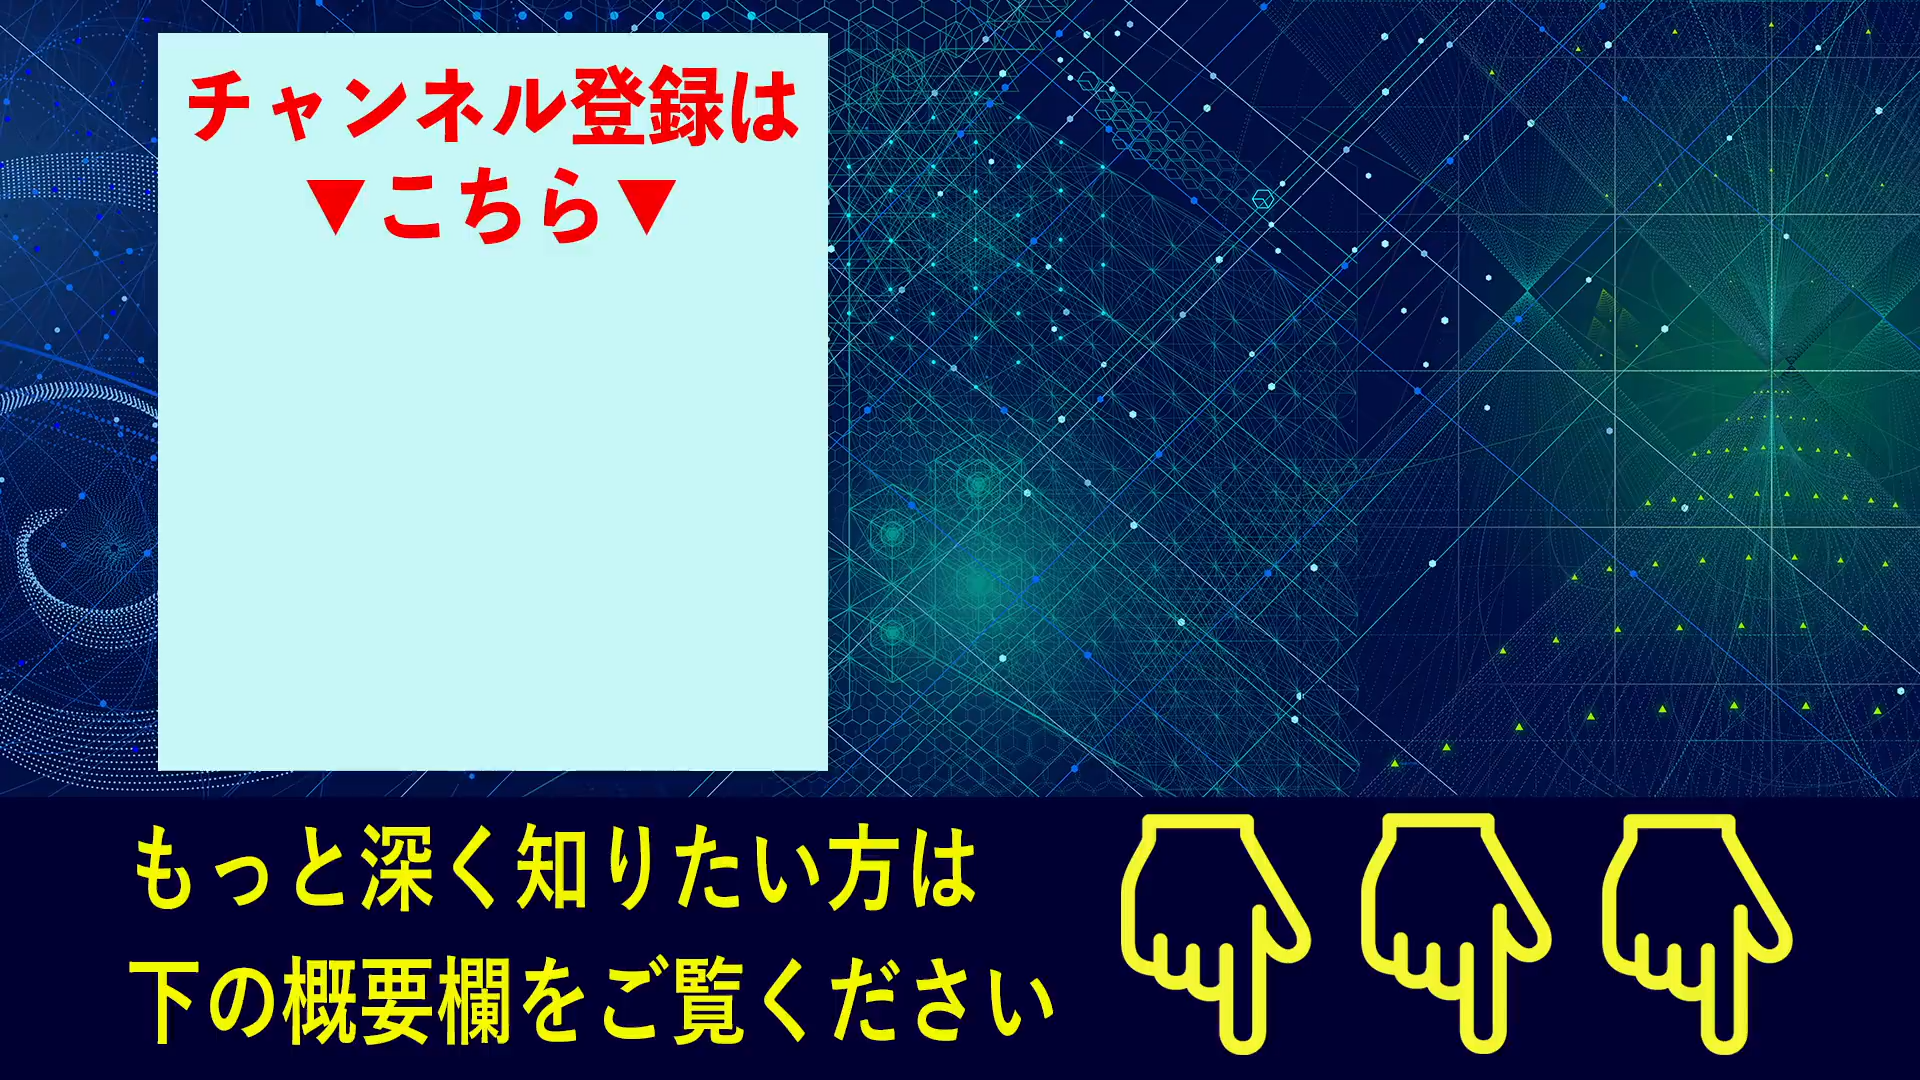 チャンネル登録は
▼こちら▼
もっと深く知りたい方は
下の概要欄をご覧ください